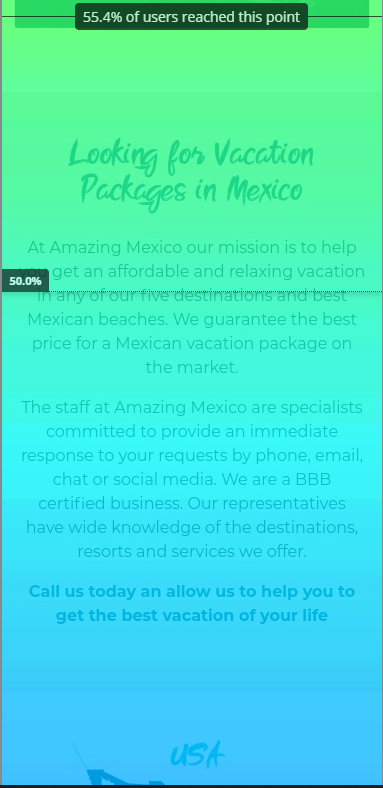 55.4% of users reached this point
Looking for Vacation
Packages in Mexico
At Amazing Mexico our mission is to help
you get an affordable and relaxing vacation
50.0%
in any of our five destinations and best
Mexican beaches. We guarantee the best
price for a Mexican vacation package on
the market.
The staff at Amazing Mexico are specialists
committed to provide an immediate
response to your requests by phone, email,
chat or social media. We are a BBB
certified business. Our representatives
have wide knowledge of the destinations,
resorts and services we offer.
Call us today an allow us to help you to
get the best vacation of your life
USA